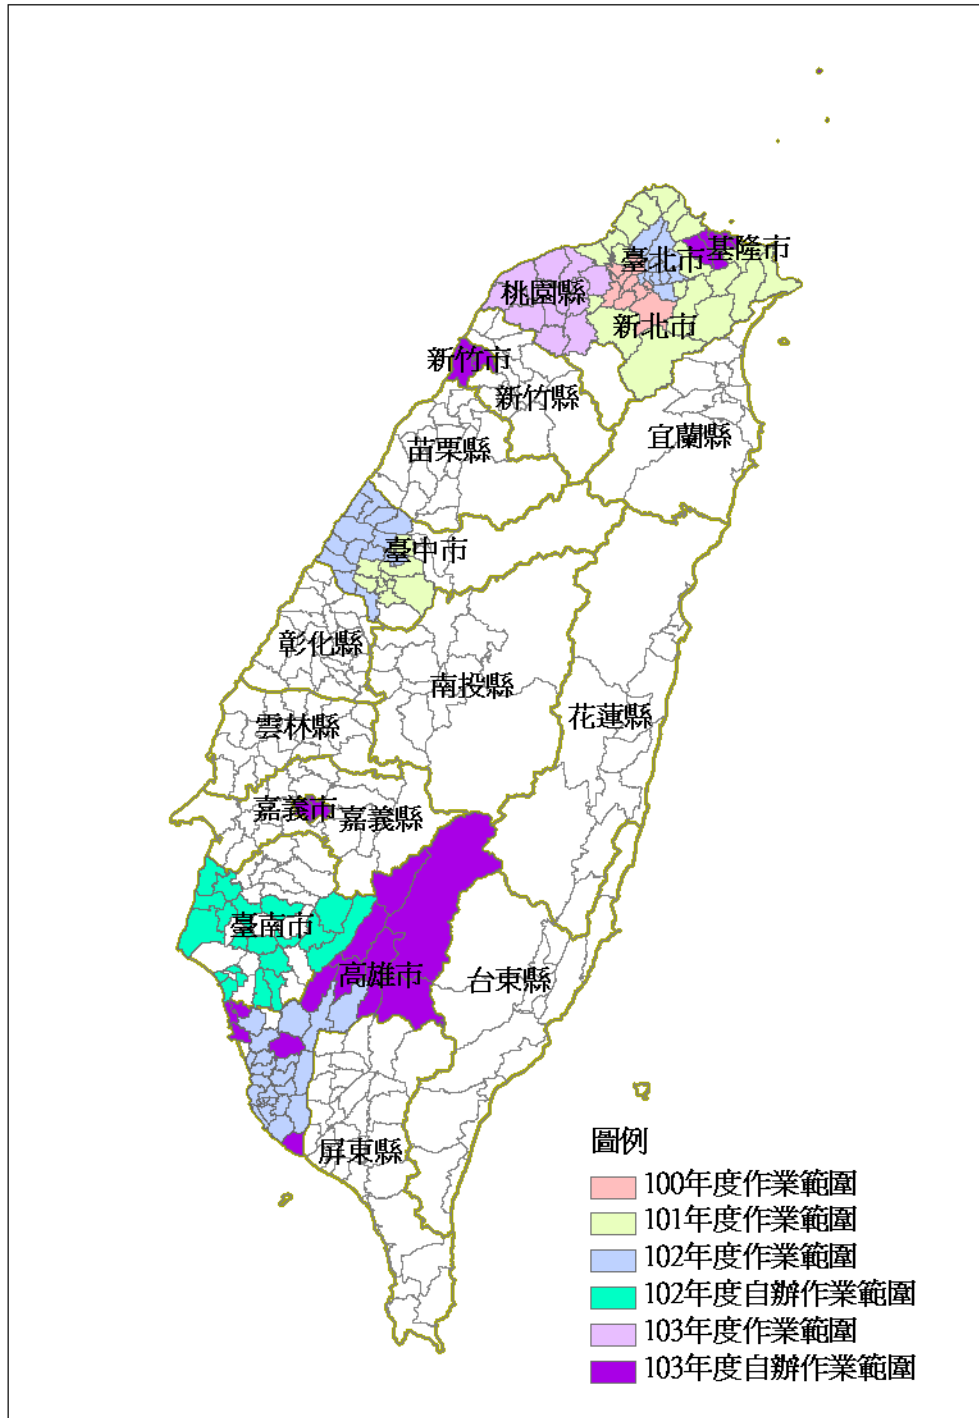 基隆市
臺北市
桃園縣
新北市
新竹市
新竹縣
宜蘭縣
苗栗縣
臺中市
彰化縣
南投縣
花蓮縣
雲林縣
嘉義市
嘉義縣
臺南市
高雄市
台東縣
屏東縣
圖例
100年度作業範圍
101年度作業範圍
102年度作業範圍
102年度自辦作業範圍
103年度作業範圍
103年度自辦作業範圍